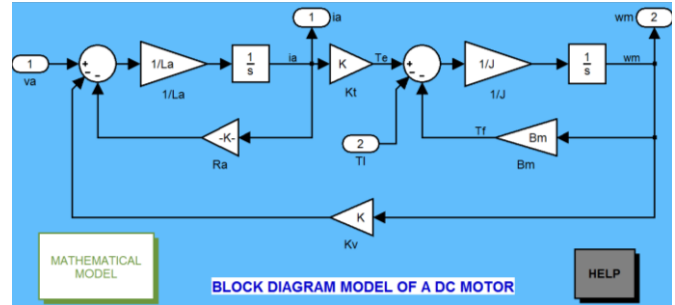 1
ia
wm
2
1
va
+
-
-
1/La
1/La
1
s
ia
K
Kt
Te
+
-
-
1/J
1/J
1
s
wm
-K-
Ra
2
Tl
Tf
Bm
Bm
K
Kv
MATHEMATICAL
MODEL
BLOCK DIAGRAM MODEL OF A DC MOTOR
HELP